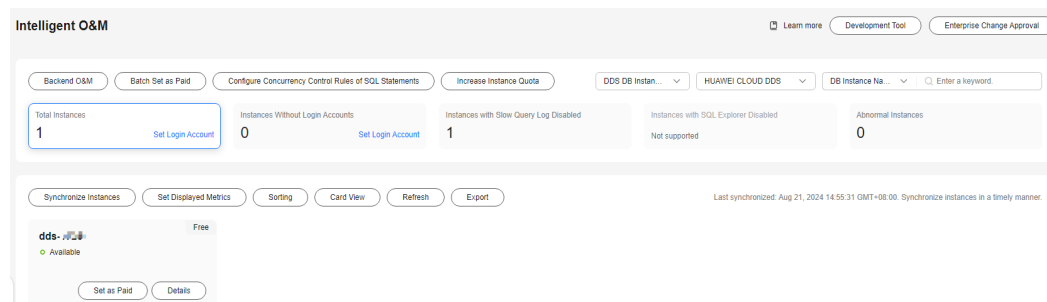 Intelligent O&M
Learn more Development Tool Enterprise Change Approval
Backend O&M Batch Set as Paid Configure Concurrency Control Rules of SQL Statements Increase Instance Quota DDS DB Instan... HUAWEI CLOUD DDS DB Instance Na... Enter a keyword.
Total Instances Instances Without Login Accounts Instances with Slow Query Log Disabled Instances with SQL Explorer Disabled Abnormal Instances
1 Set Login Account 0 Set Login Account 1 Not supported 0
Synchronize Instances Set Displayed Metrics Sorting Card View Refresh Export Last synchronized: Aug 21, 2024 14:55:31 GMT+08:00. Synchronize instances in a timely manner.
Free
dds-
Available
Set as Paid Details